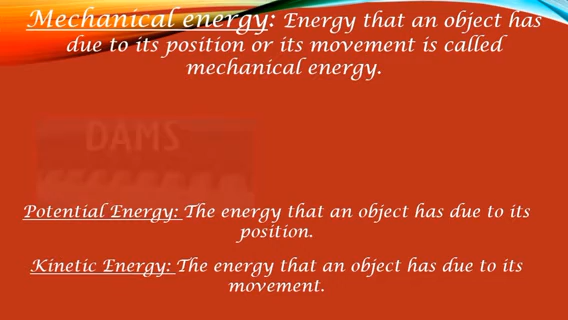 Mechanical energy: Energy that an object has
due to its position or its movement is called
mechanical energy.
DAMS
Potential Energy: The energy that an object has due to its
position.
Kinetic Energy: The energy that an object has due to its
movement.